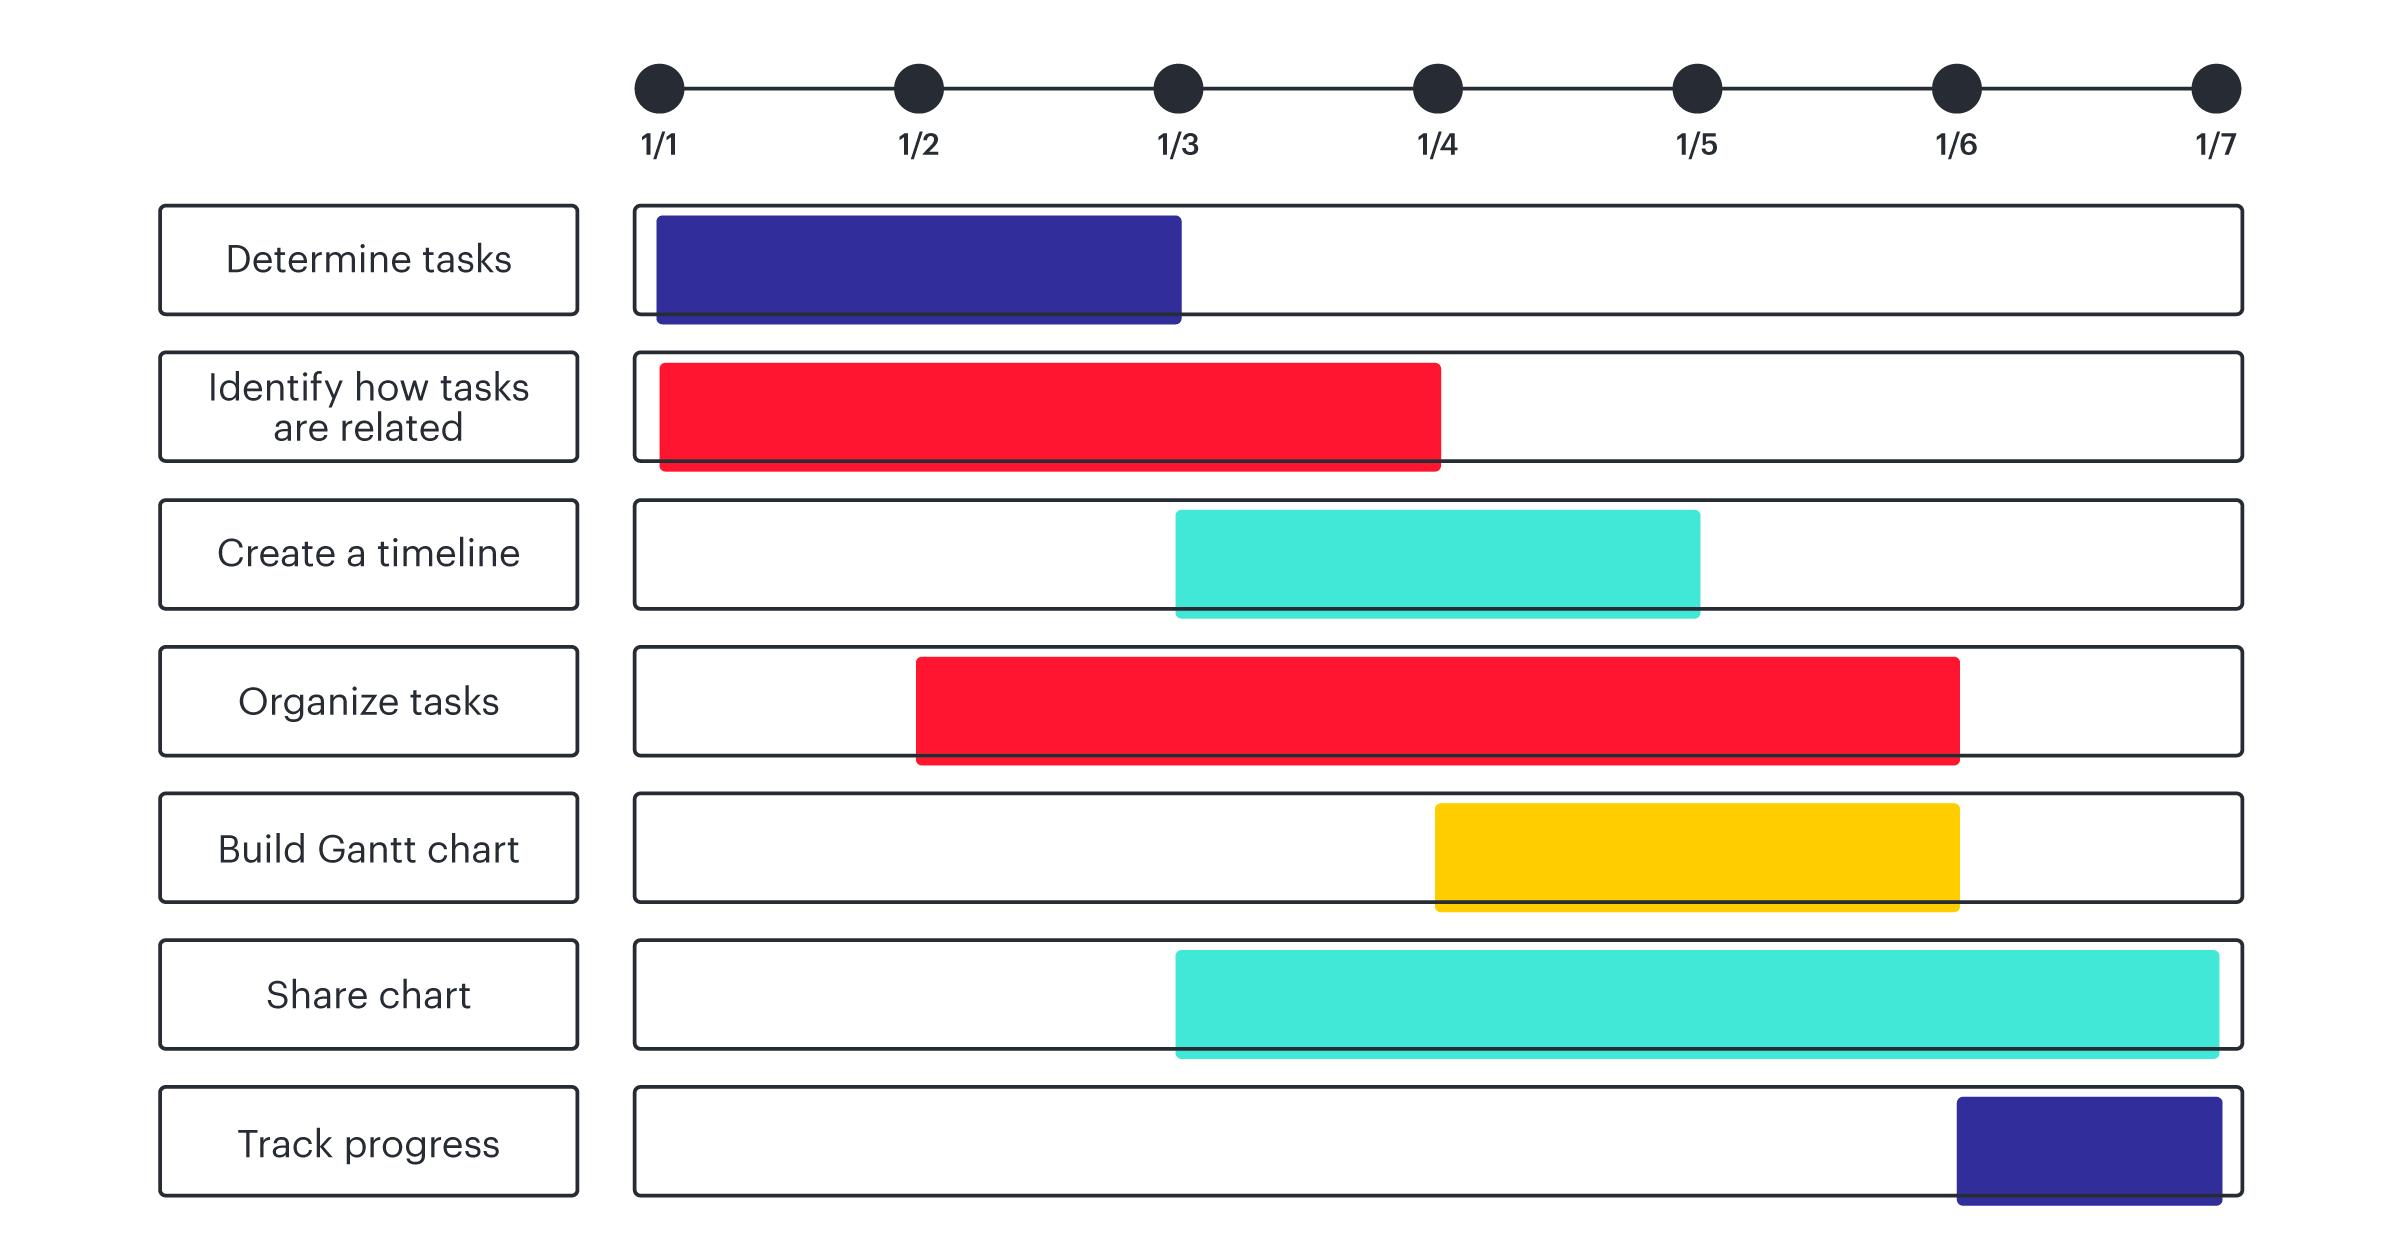 1/1 1/2 1/3 1/4 1/5 1/6 1/7
Determine tasks
Identify how tasks
are related
Create a timeline
Organize tasks
Build Gantt chart
Share chart
Track progress